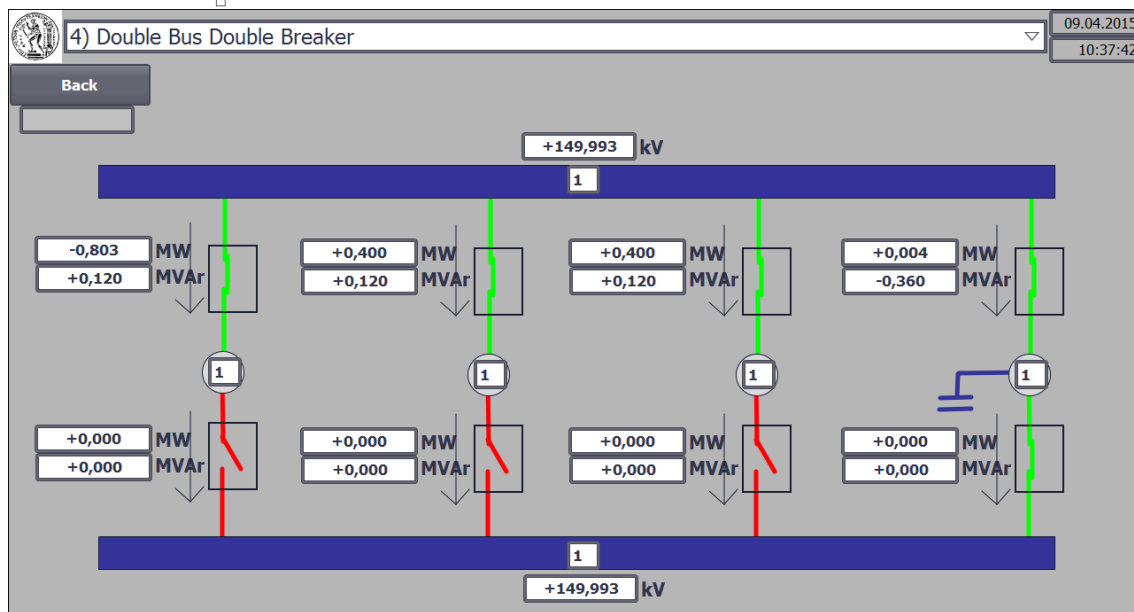 4) Double Bus Double Breaker
09.04.2015
10:37:42
Back
+149,993 kV
1
-0,803 MW +0,400 MW +0,400 MW +0,004 MW
+0,120 MVAr +0,120 MVAr +0,120 MVAr -0,360 MVAr
1 1 1 1
+0,000 MW +0,000 MW +0,000 MW +0,000 MW
+0,000 MVAr +0,000 MVAr +0,000 MVAr +0,000 MVAr
1
+149,993 kV